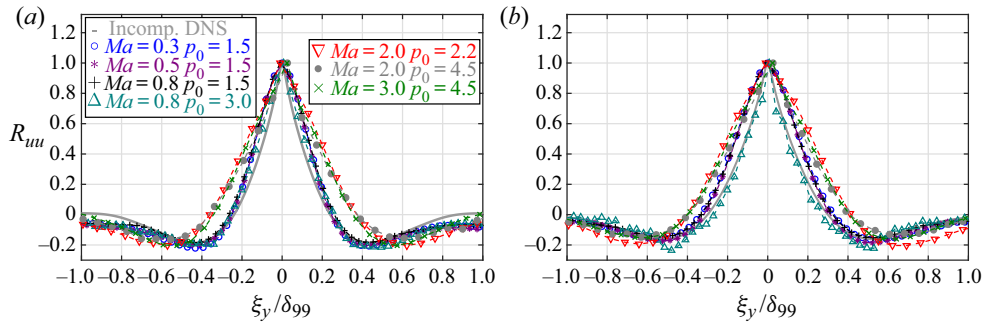 (a)
(b)
- Incomp. DNS
Ma = 0.3 p0 = 1.5
Ma = 0.5 p0 = 1.5
Ma = 0.8 p0 = 1.5
Ma = 0.8 p0 = 3.0
Ma = 2.0 p0 = 2.2
Ma = 2.0 p0 = 4.5
Ma = 3.0 p0 = 4.5
Ruu
1.2
1.0
0.8
0.6
0.4
0.2
0
−0.2
−1.0 −0.8 −0.6 −0.4 −0.2 0 0.2 0.4 0.6 0.8 1.0
ξy/δ99
1.2
1.0
0.8
0.6
0.4
0.2
0
−0.2
−1.0 −0.8 −0.6 −0.4 −0.2 0 0.2 0.4 0.6 0.8 1.0
ξy/δ99